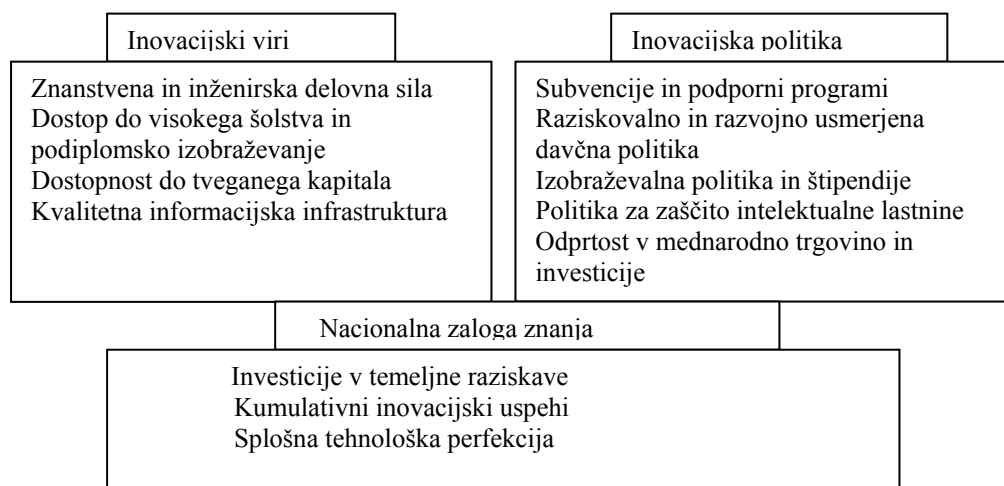 Inovacijski viri
Znanstvena in inženirska delovna sila
Dostop do visokega šolstva in
podiplomsko izobraževanje
Dostopnost do tveganega kapitala
Kvalitetna informacijska infrastruktura
Inovacijska politika
Subvencije in podporni programi
Raziskovalno in razvojno usmerjena
davčna politika
Izobraževalna politika in štipendije
Politika za zaščito intelektualne lastnine
Odprtost v mednarodno trgovino in
investicije
Nacionalna zaloga znanja
Investicije v temeljne raziskave
Kumulativni inovacijski uspehi
Splošna tehnološka perfekcija